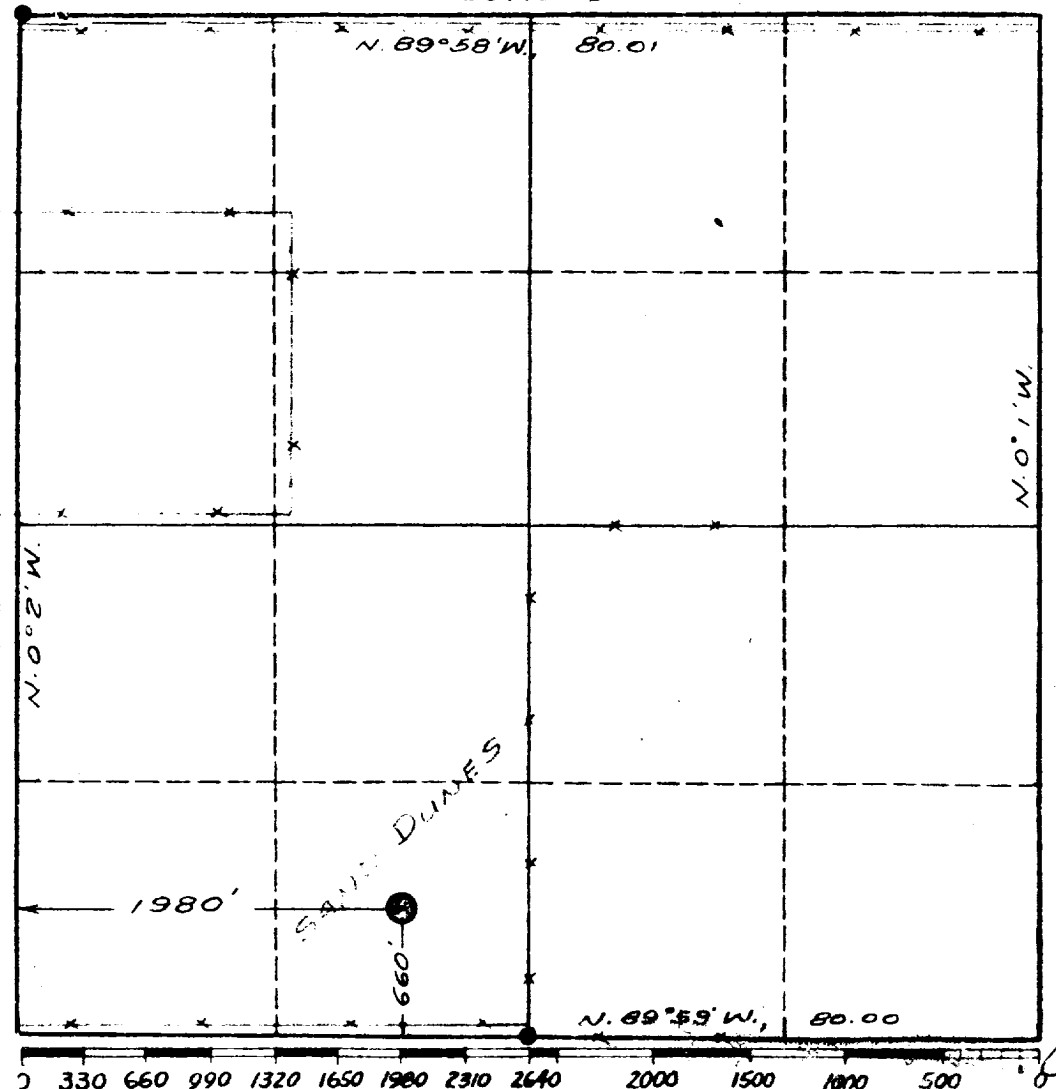 N. 89°58'W., 80.01
N. 0° 1'W.
N. 0° 2'W.
SAND DUNES
1980'
660'
N. 89°59' W., 80.00
0 330 660 990 1320 1650 1980 2310 2640 2000 1500 1000 500 0